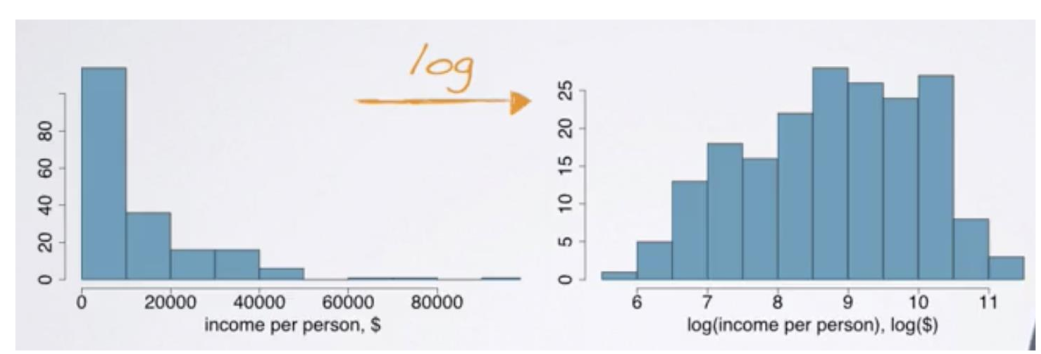 log
80
60
40
20
0
0 20000 40000 60000 80000
income per person, $
25
20
15
10
5
0
6 7 8 9 10 11
log(income per person), log($)